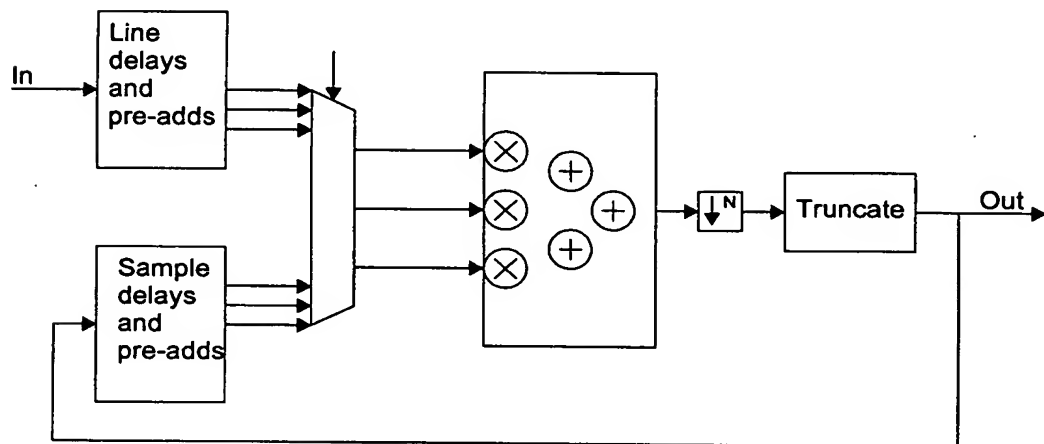 In
Line
delays
and
pre-adds
Sample
delays
and
pre-adds
N
Truncate
Out